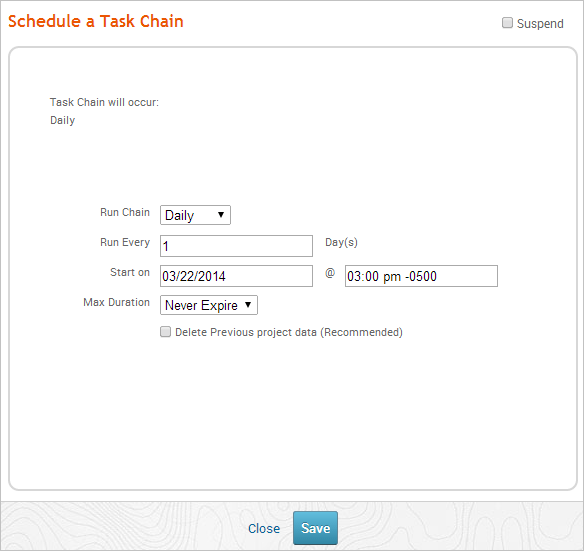 Schedule a Task Chain
Suspend
Task Chain will occur:
Daily
Run Chain Daily
Run Every 1 Day(s)
Start on 03/22/2014 @ 03:00 pm -0500
Max Duration Never Expire
Delete Previous project data (Recommended)
Close Save